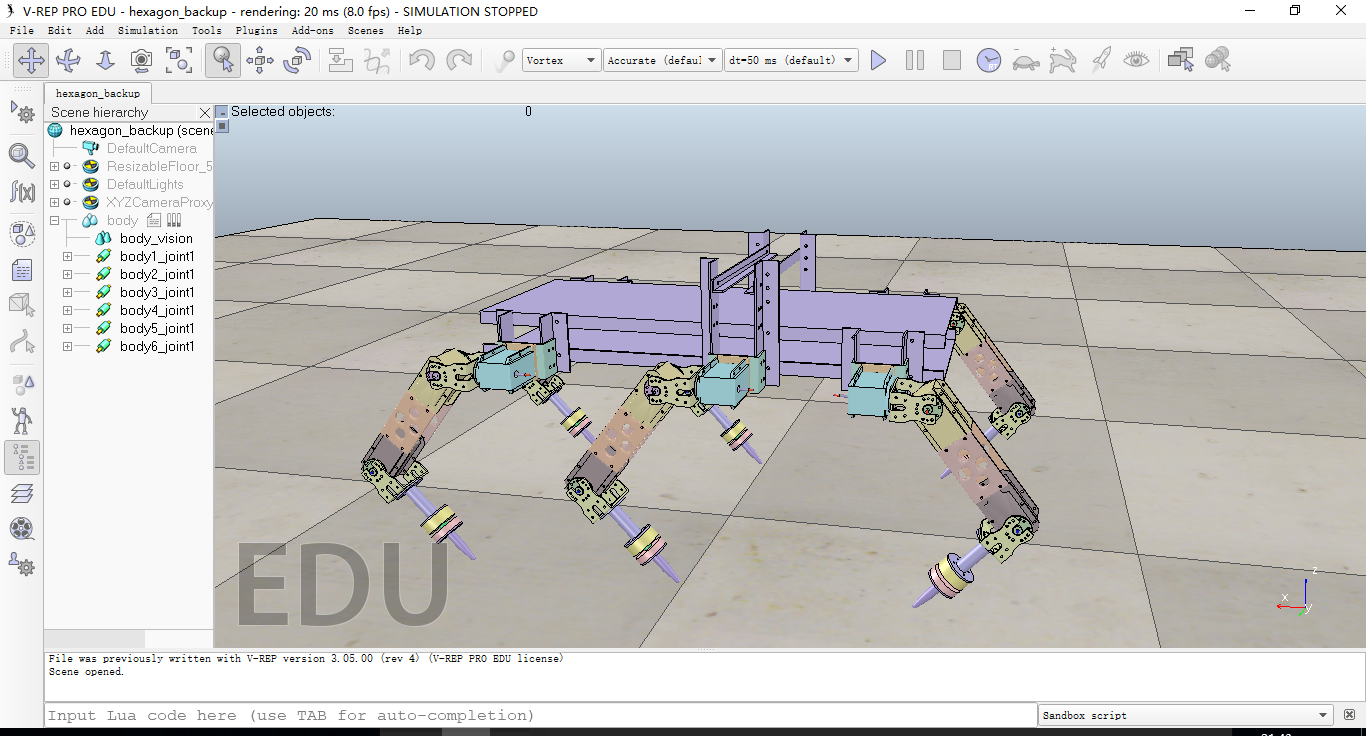 V-REP PRO EDU - hexagon_backup - rendering: 20 ms (8.0 fps) - SIMULATION STOPPED
File Edit Add Simulation Tools Plugins Add-ons Scenes Help
Vortex Accurate (defaul dt=50 ms (default)
hexagon_backup
Scene hierarchy
Selected objects: 0
hexagon_backup (scene
DefaultCamera
ResizableFloor_5
DefaultLights
XYZCameraProxy
body
body_vision
body1_joint1
body2_joint1
body3_joint1
body4_joint1
body5_joint1
body6_joint1
f(x)
EDU
z
x
y
File was previously written with V-REP version 3.05.00 (rev 4) (V-REP PRO EDU license)
Scene opened.
Input Lua code here (use TAB for auto-completion)
Sandbox script